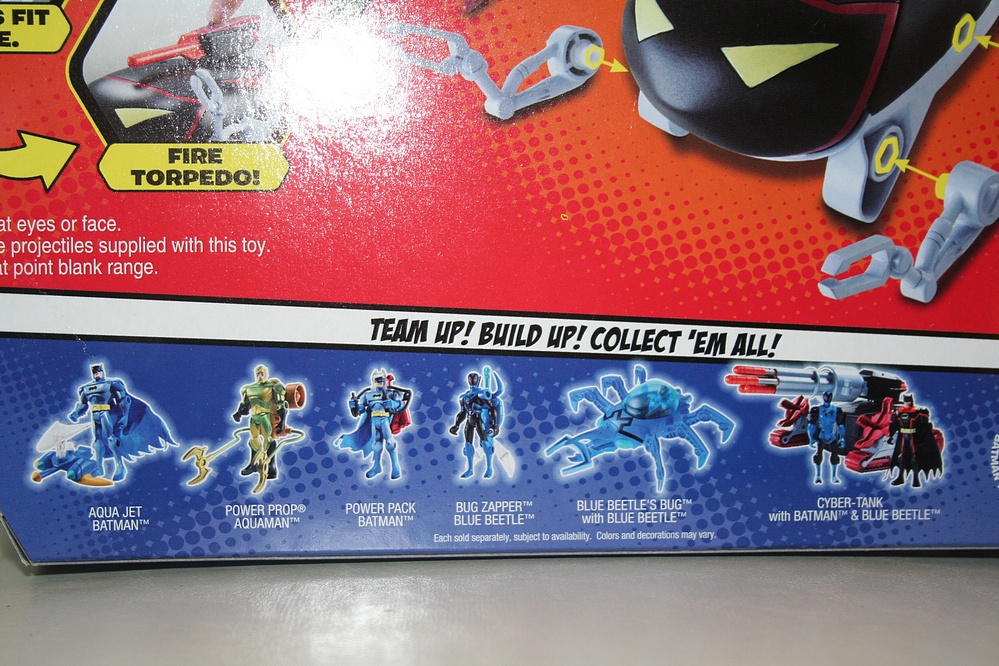 S FIT
E.
FIRE
TORPEDO!
at eyes or face.
e projectiles supplied with this toy.
at point blank range.
TEAM UP! BUILD UP! COLLECT 'EM ALL!
AQUA JET
BATMAN™
POWER PROP®
AQUAMAN™
POWER PACK
BATMAN™
BUG ZAPPER™
BLUE BEETLE™
BLUE BEETLE'S BUG™
with BLUE BEETLE™
CYBER-TANK
with BATMAN™ & BLUE BEETLE™
Each sold separately, subject to availability. Colors and decorations may vary.